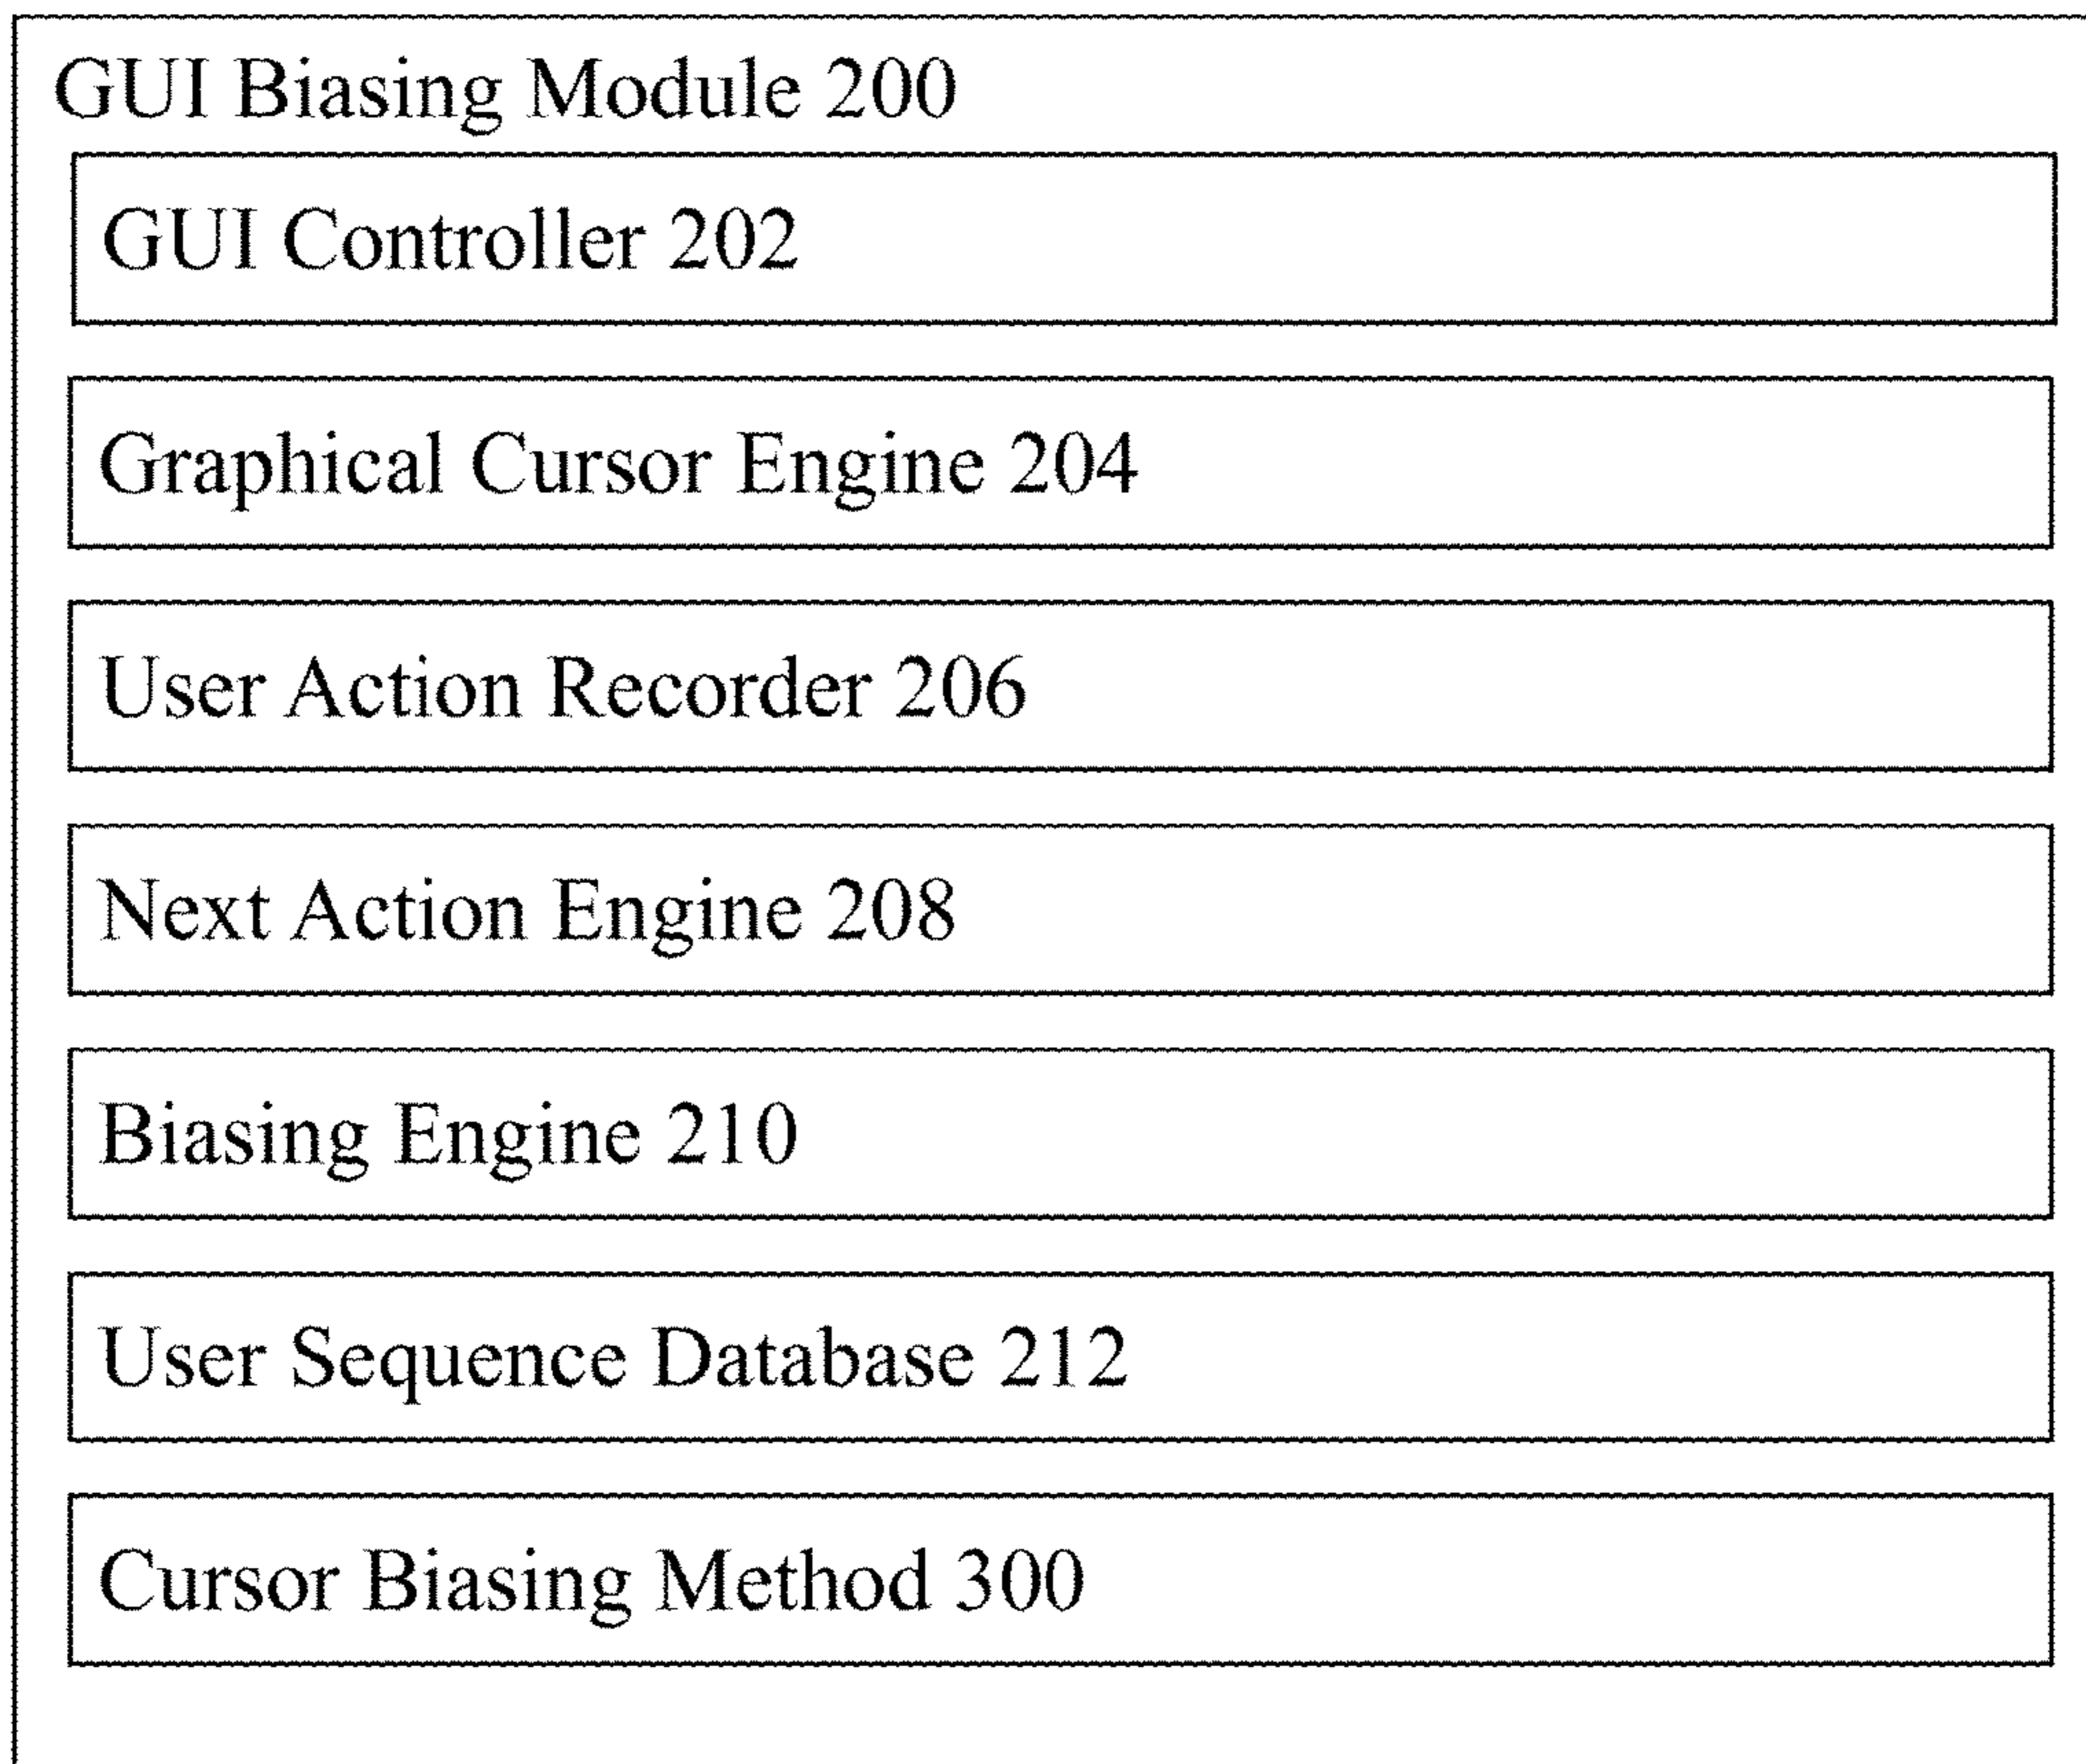 GUI Biasing Module 200
GUI Controller 202
Graphical Cursor Engine 204
User Action Recorder 206
Next Action Engine 208
Biasing Engine 210
User Sequence Database 212
Cursor Biasing Method 300